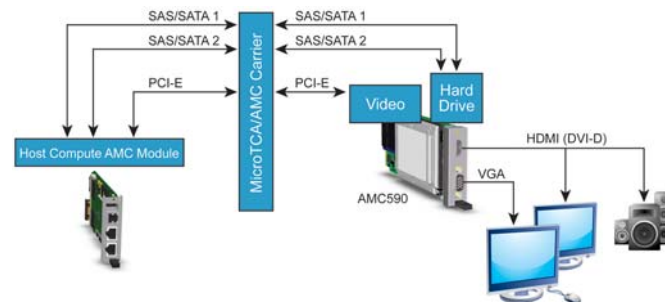 SAS/SATA 1
SAS/SATA 2
PCI-E
Host Compute AMC Module
MicroTCA/AMC Carrier
SAS/SATA 1
SAS/SATA 2
PCI-E
Video
Hard
Drive
AMC590
HDMI (DVI-D)
VGA